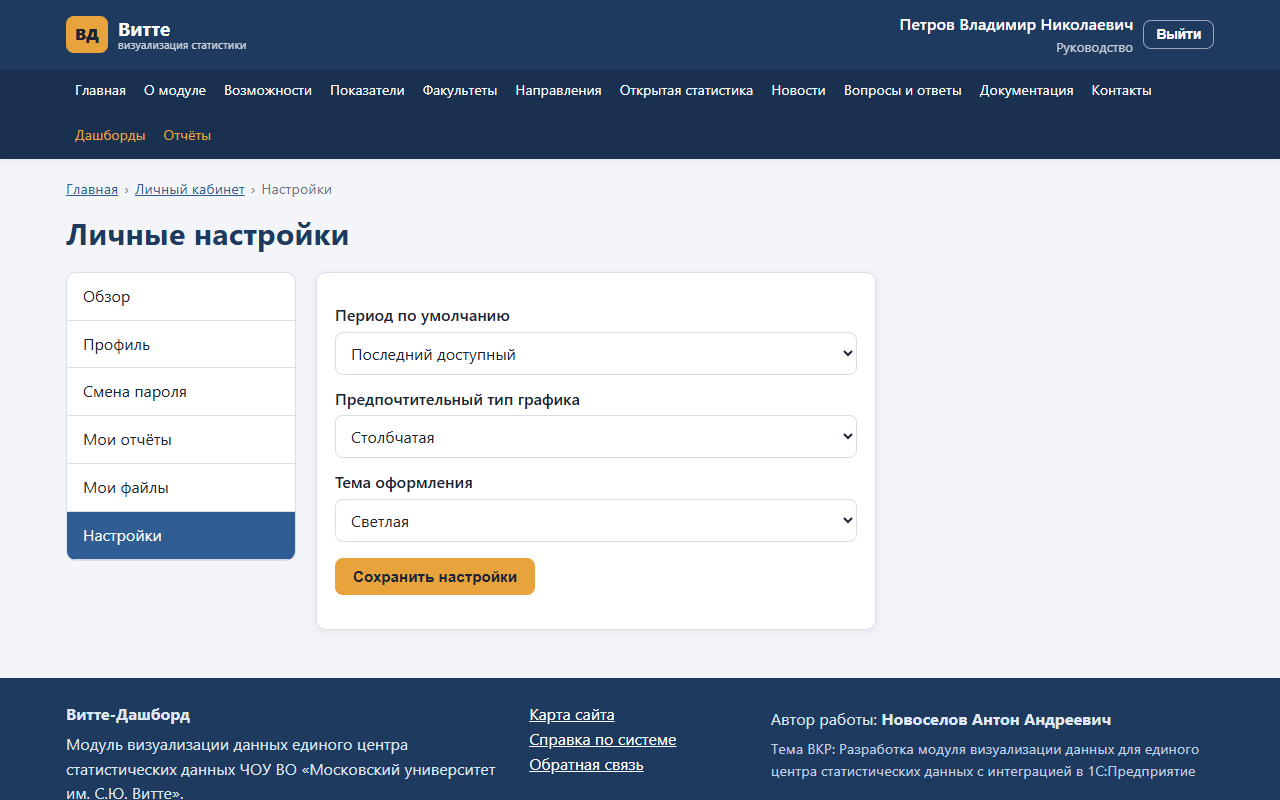 ВД
Витте
визуализация статистики
Петров Владимир Николаевич
Руководство
Выйти
Главная О модуле Возможности Показатели Факультеты Направления Открытая статистика Новости Вопросы и ответы Документация Контакты
Дашборды Отчёты
Главная › Личный кабинет › Настройки
Личные настройки
Обзор
Профиль
Смена пароля
Мои отчёты
Мои файлы
Настройки
Период по умолчанию
Последний доступный
Предпочтительный тип графика
Столбчатая
Тема оформления
Светлая
Сохранить настройки
Витте-Дашборд
Модуль визуализации данных единого центра
статистических данных ЧОУ ВО «Московский университет
им. С.Ю. Витте».
Карта сайта
Справка по системе
Обратная связь
Автор работы: Новоселов Антон Андреевич
Тема ВКР: Разработка модуля визуализации данных для единого
центра статистических данных с интеграцией в 1С:Предприятие